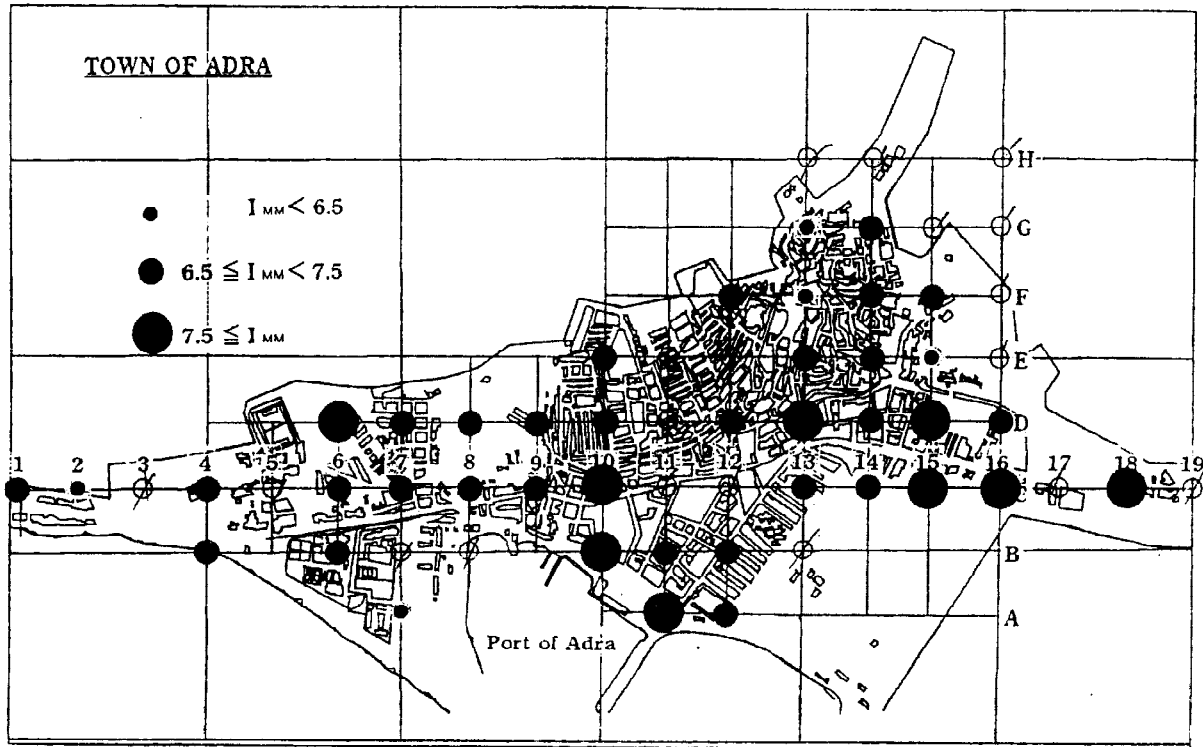 TOWN OF ADRA
I MM < 6.5
6.5 ≦ I MM < 7.5
7.5 ≦ I MM
H
G
F
E
D
1 2 3 4 5 6 7 8 9 10 11 12 13 14 15 16 17 18 19
C
B
A
Port of Adra